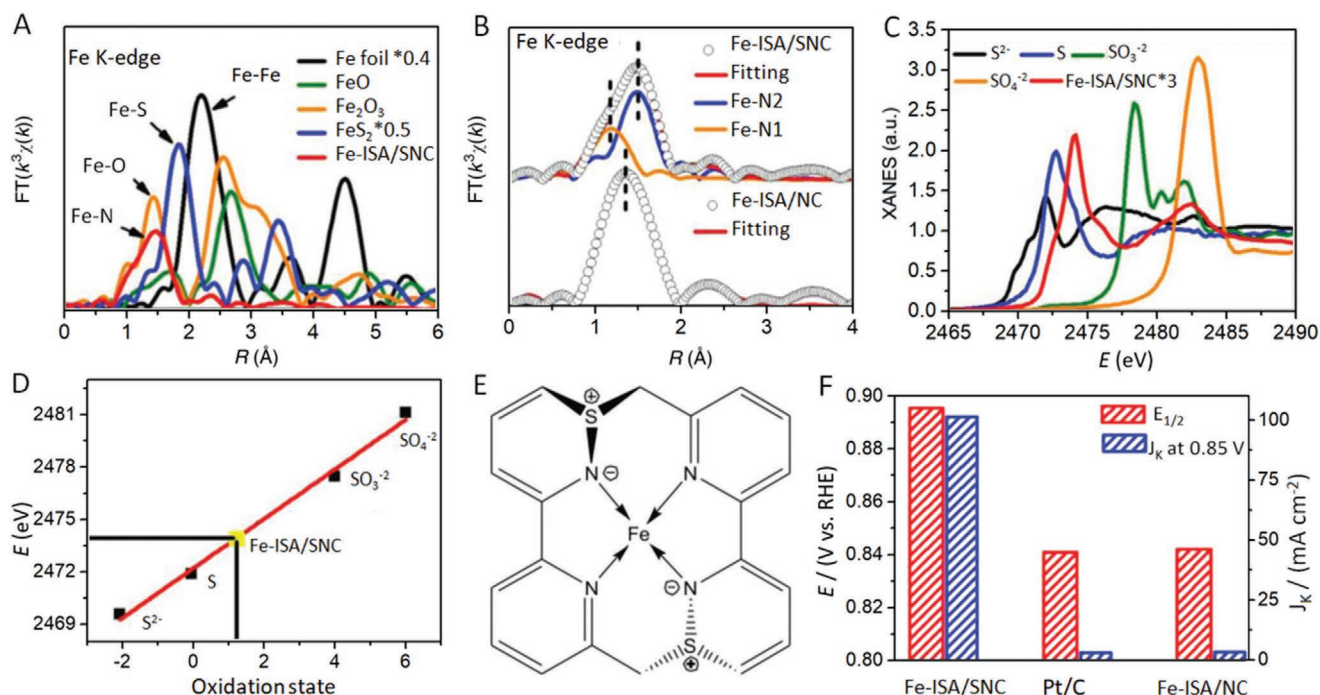 A
Fe K-edge
Fe-Fe
Fe-S
Fe-O
Fe-N
Fe foil *0.4
FeO
Fe₂O₃
FeS₂ *0.5
Fe-ISA/SNC
FT(k³χ(k)
0 1 2 3 4 5 6
R (Å)
B
Fe K-edge
Fe-ISA/SNC
Fitting
Fe-N2
Fe-N1
Fe-ISA/NC
Fitting
FT(k³χ(k)
0 1 2 3 4
R (Å)
C
S²⁻ S SO₃⁻²
SO₄⁻² Fe-ISA/SNC*3
XANES (a.u.)
3.5
3.0
2.5
2.0
1.5
1.0
0.5
0.0
2465 2470 2475 2480 2485 2490
E (eV)
D
E (eV)
2481
2478
2475
2472
2469
SO₄⁻²
SO₃⁻²
Fe-ISA/SNC
S
S²⁻
-2 0 2 4 6
Oxidation state
E
S ⊕
N ⊖ N
Fe
N ⊖ N
S
⊕
F
E₁/₂
J_K at 0.85 V
E / (V vs. RHE)
0.90
0.88
0.86
0.84
0.82
0.80
100
75
50
25
0
J_K / (mA cm⁻²)
Fe-ISA/SNC Pt/C Fe-ISA/NC